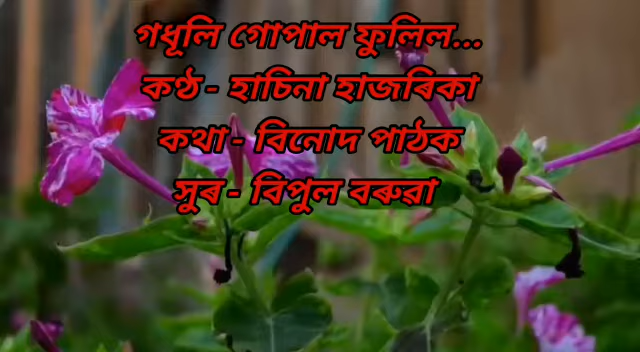 গধূলি গোপাল ফুলিল...
কণ্ঠ - হাচিনা হাজৰিকা
কথা - বিনোদ পাঠক
সুৰ - বিপুল বৰুৱা